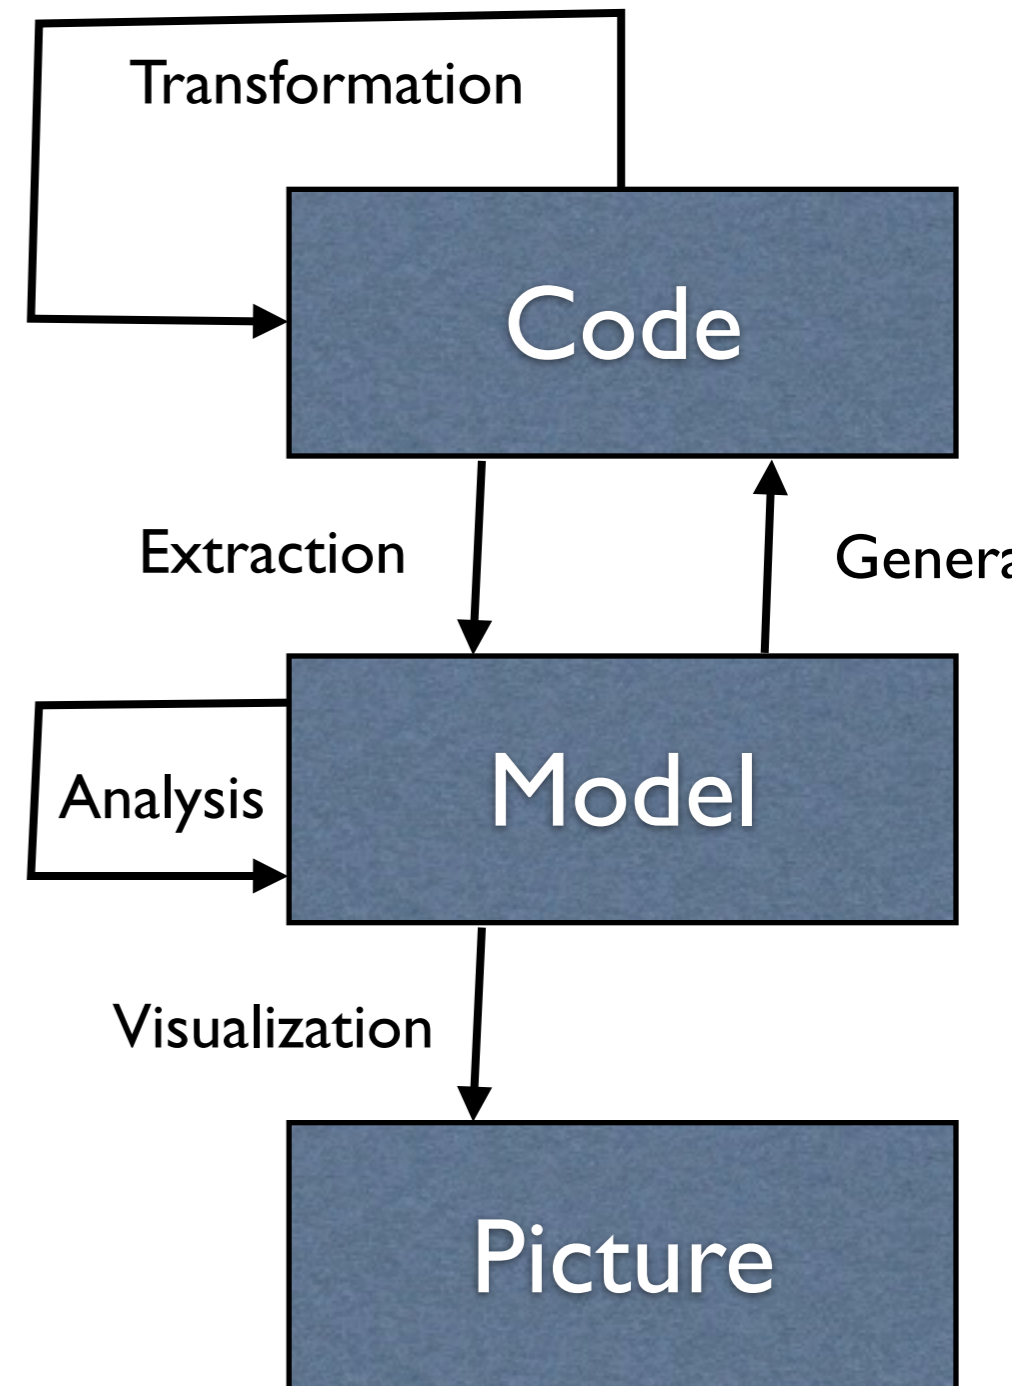 Transformation
Code
Extraction
Genera
Analysis
Model
Visualization
Picture